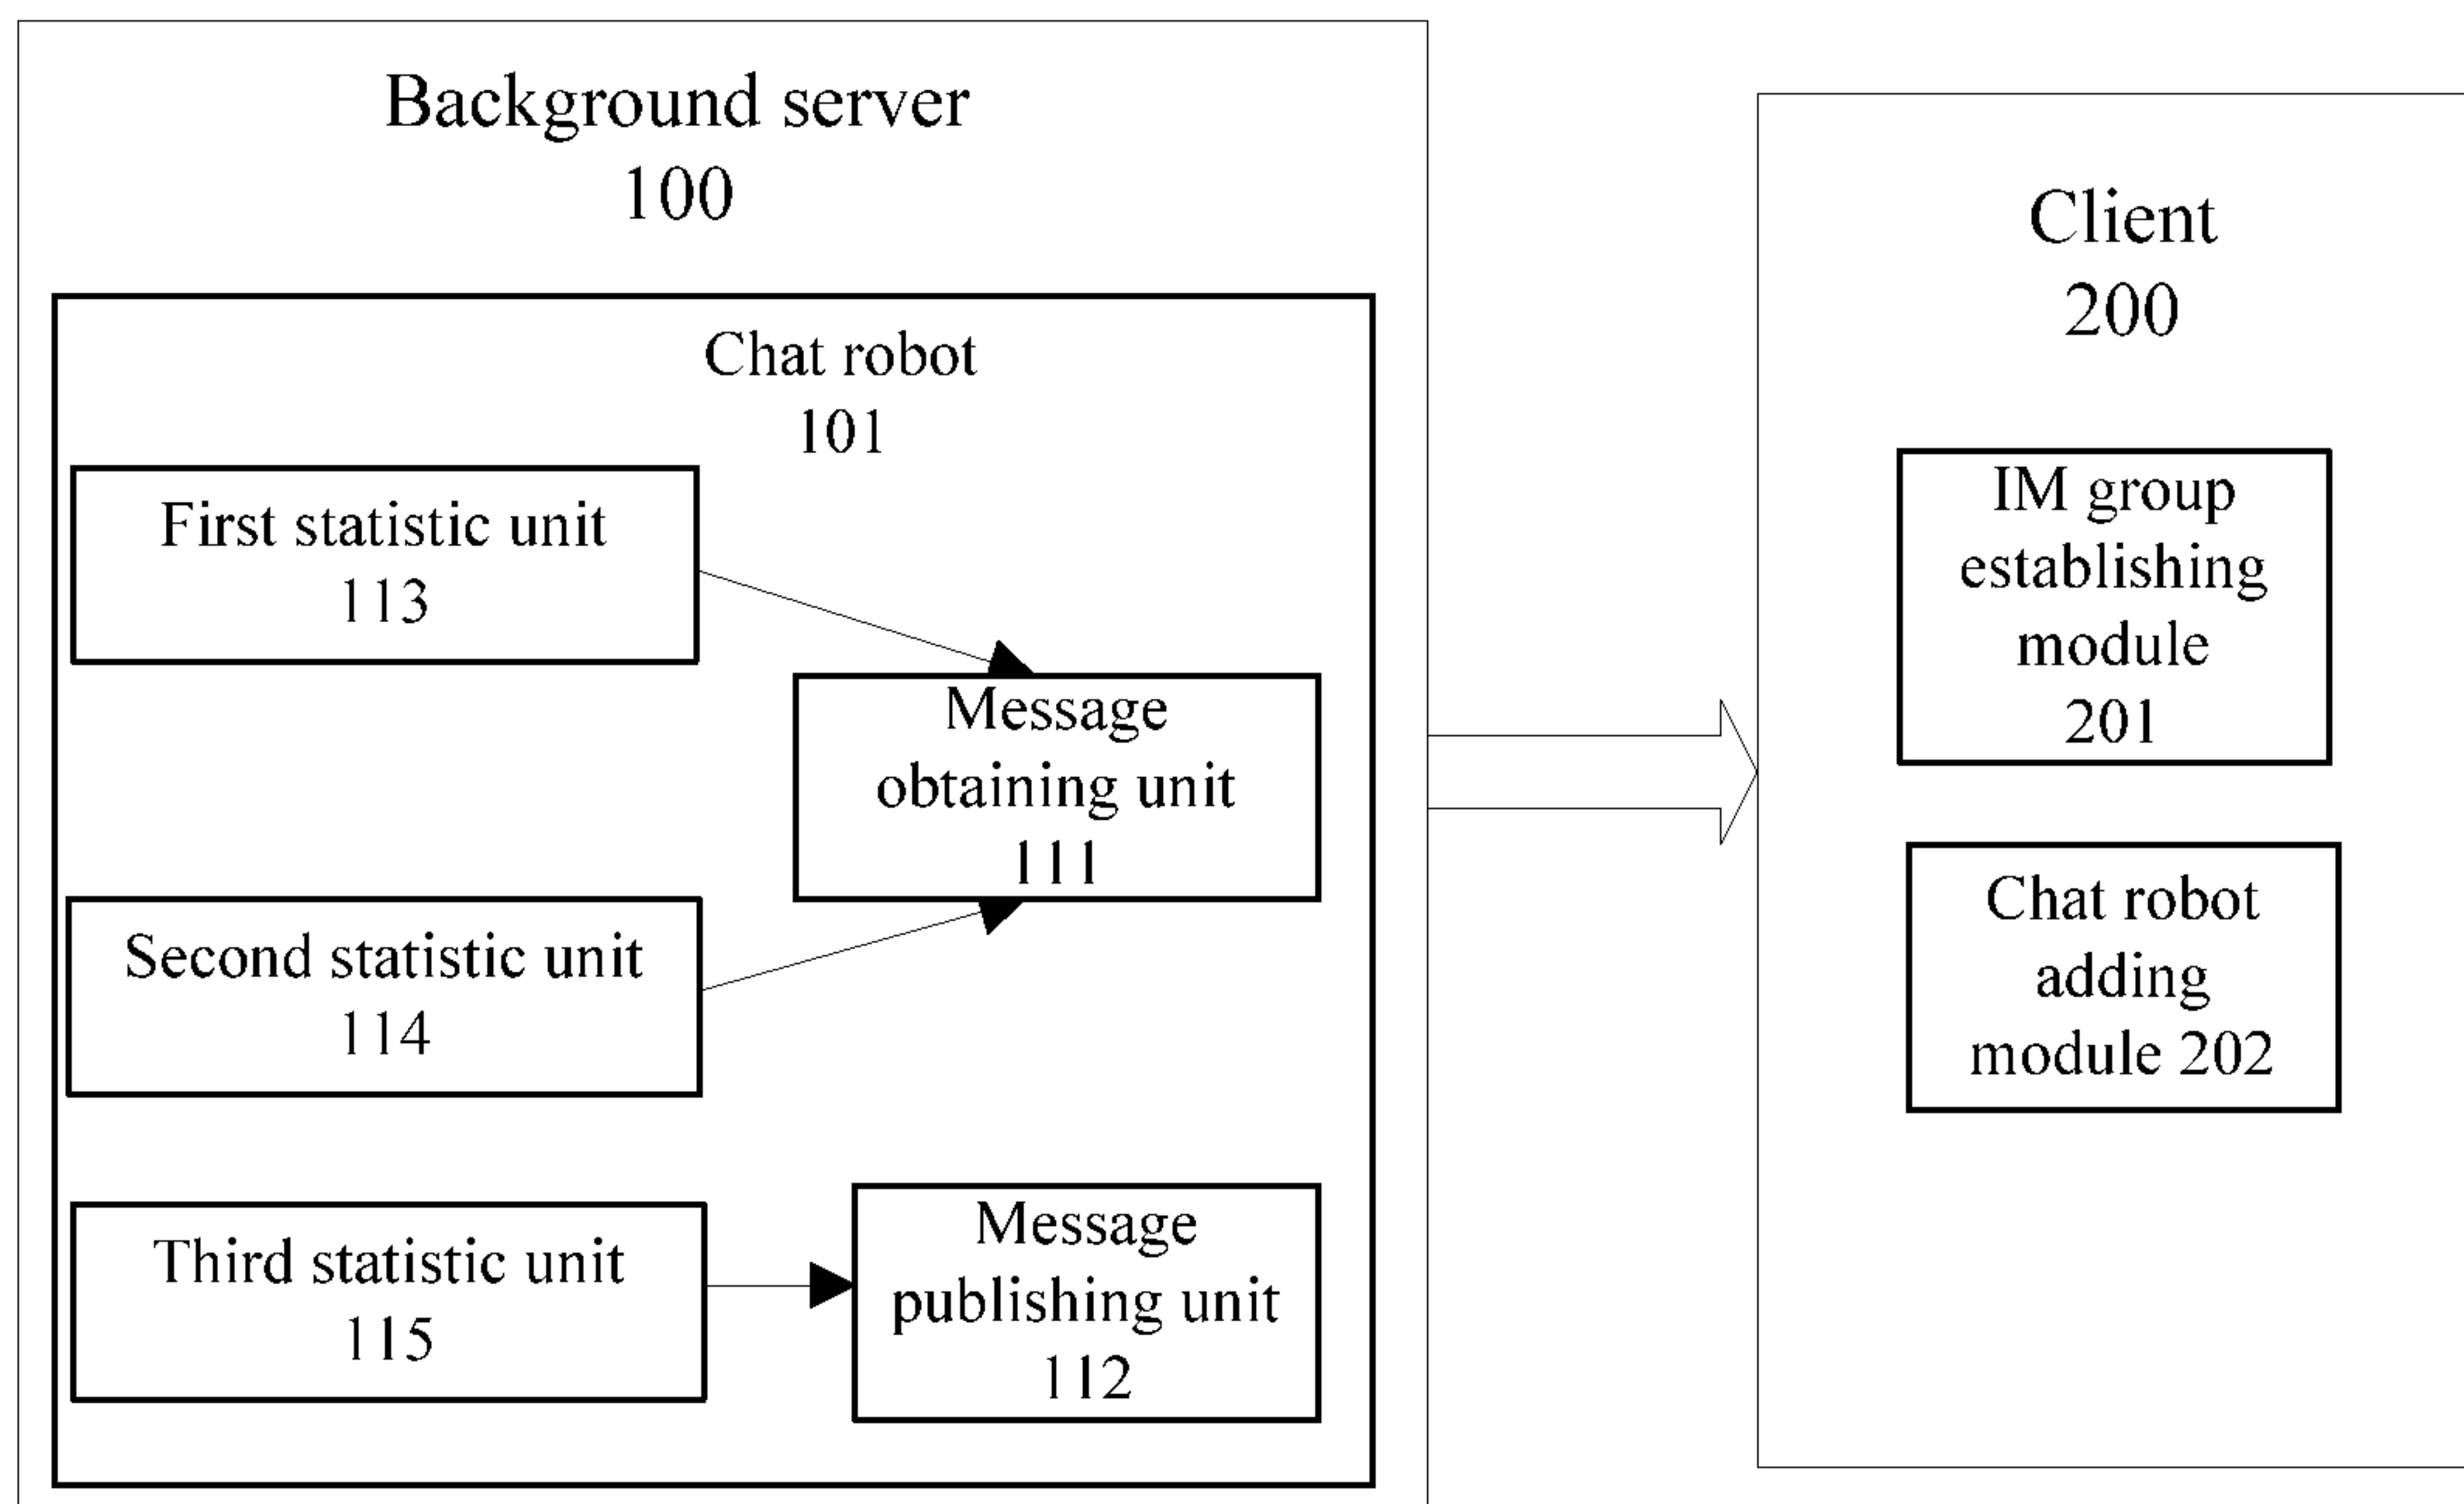 Background server
100
Chat robot
101
First statistic unit
113
Message
obtaining unit
111
Second statistic unit
114
Third statistic unit
115
Message
publishing unit
112
Client
200
IM group
establishing
module
201
Chat robot
adding
module 202